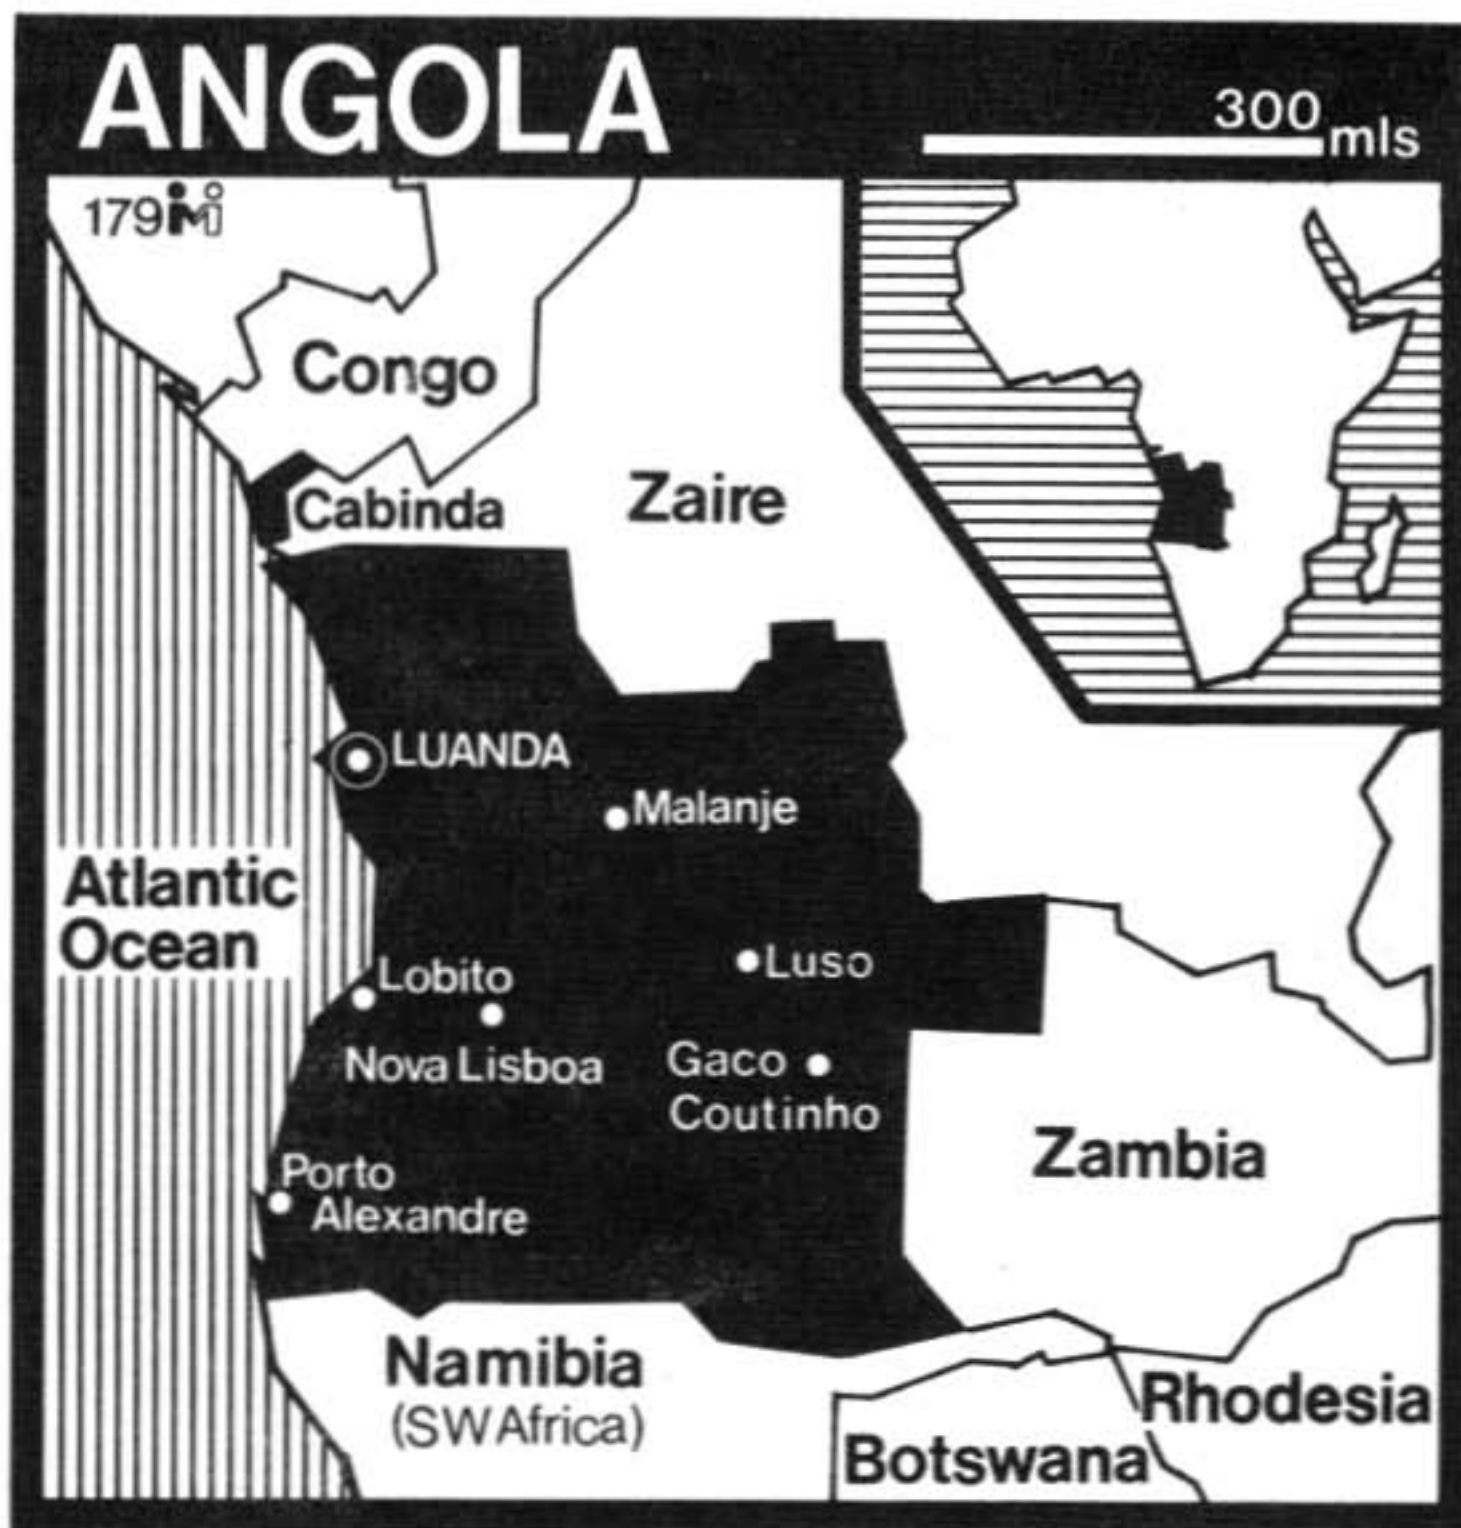 ANGOLA
300 mls
179
Congo
Cabinda
Zaire
LUANDA
Malanje
Atlantic
Ocean
Lobito
Luso
Nova Lisboa
Gaco
Coutinho
Porto
Alexandre
Zambia
Namibia
(SW Africa)
Rhodesia
Botswana